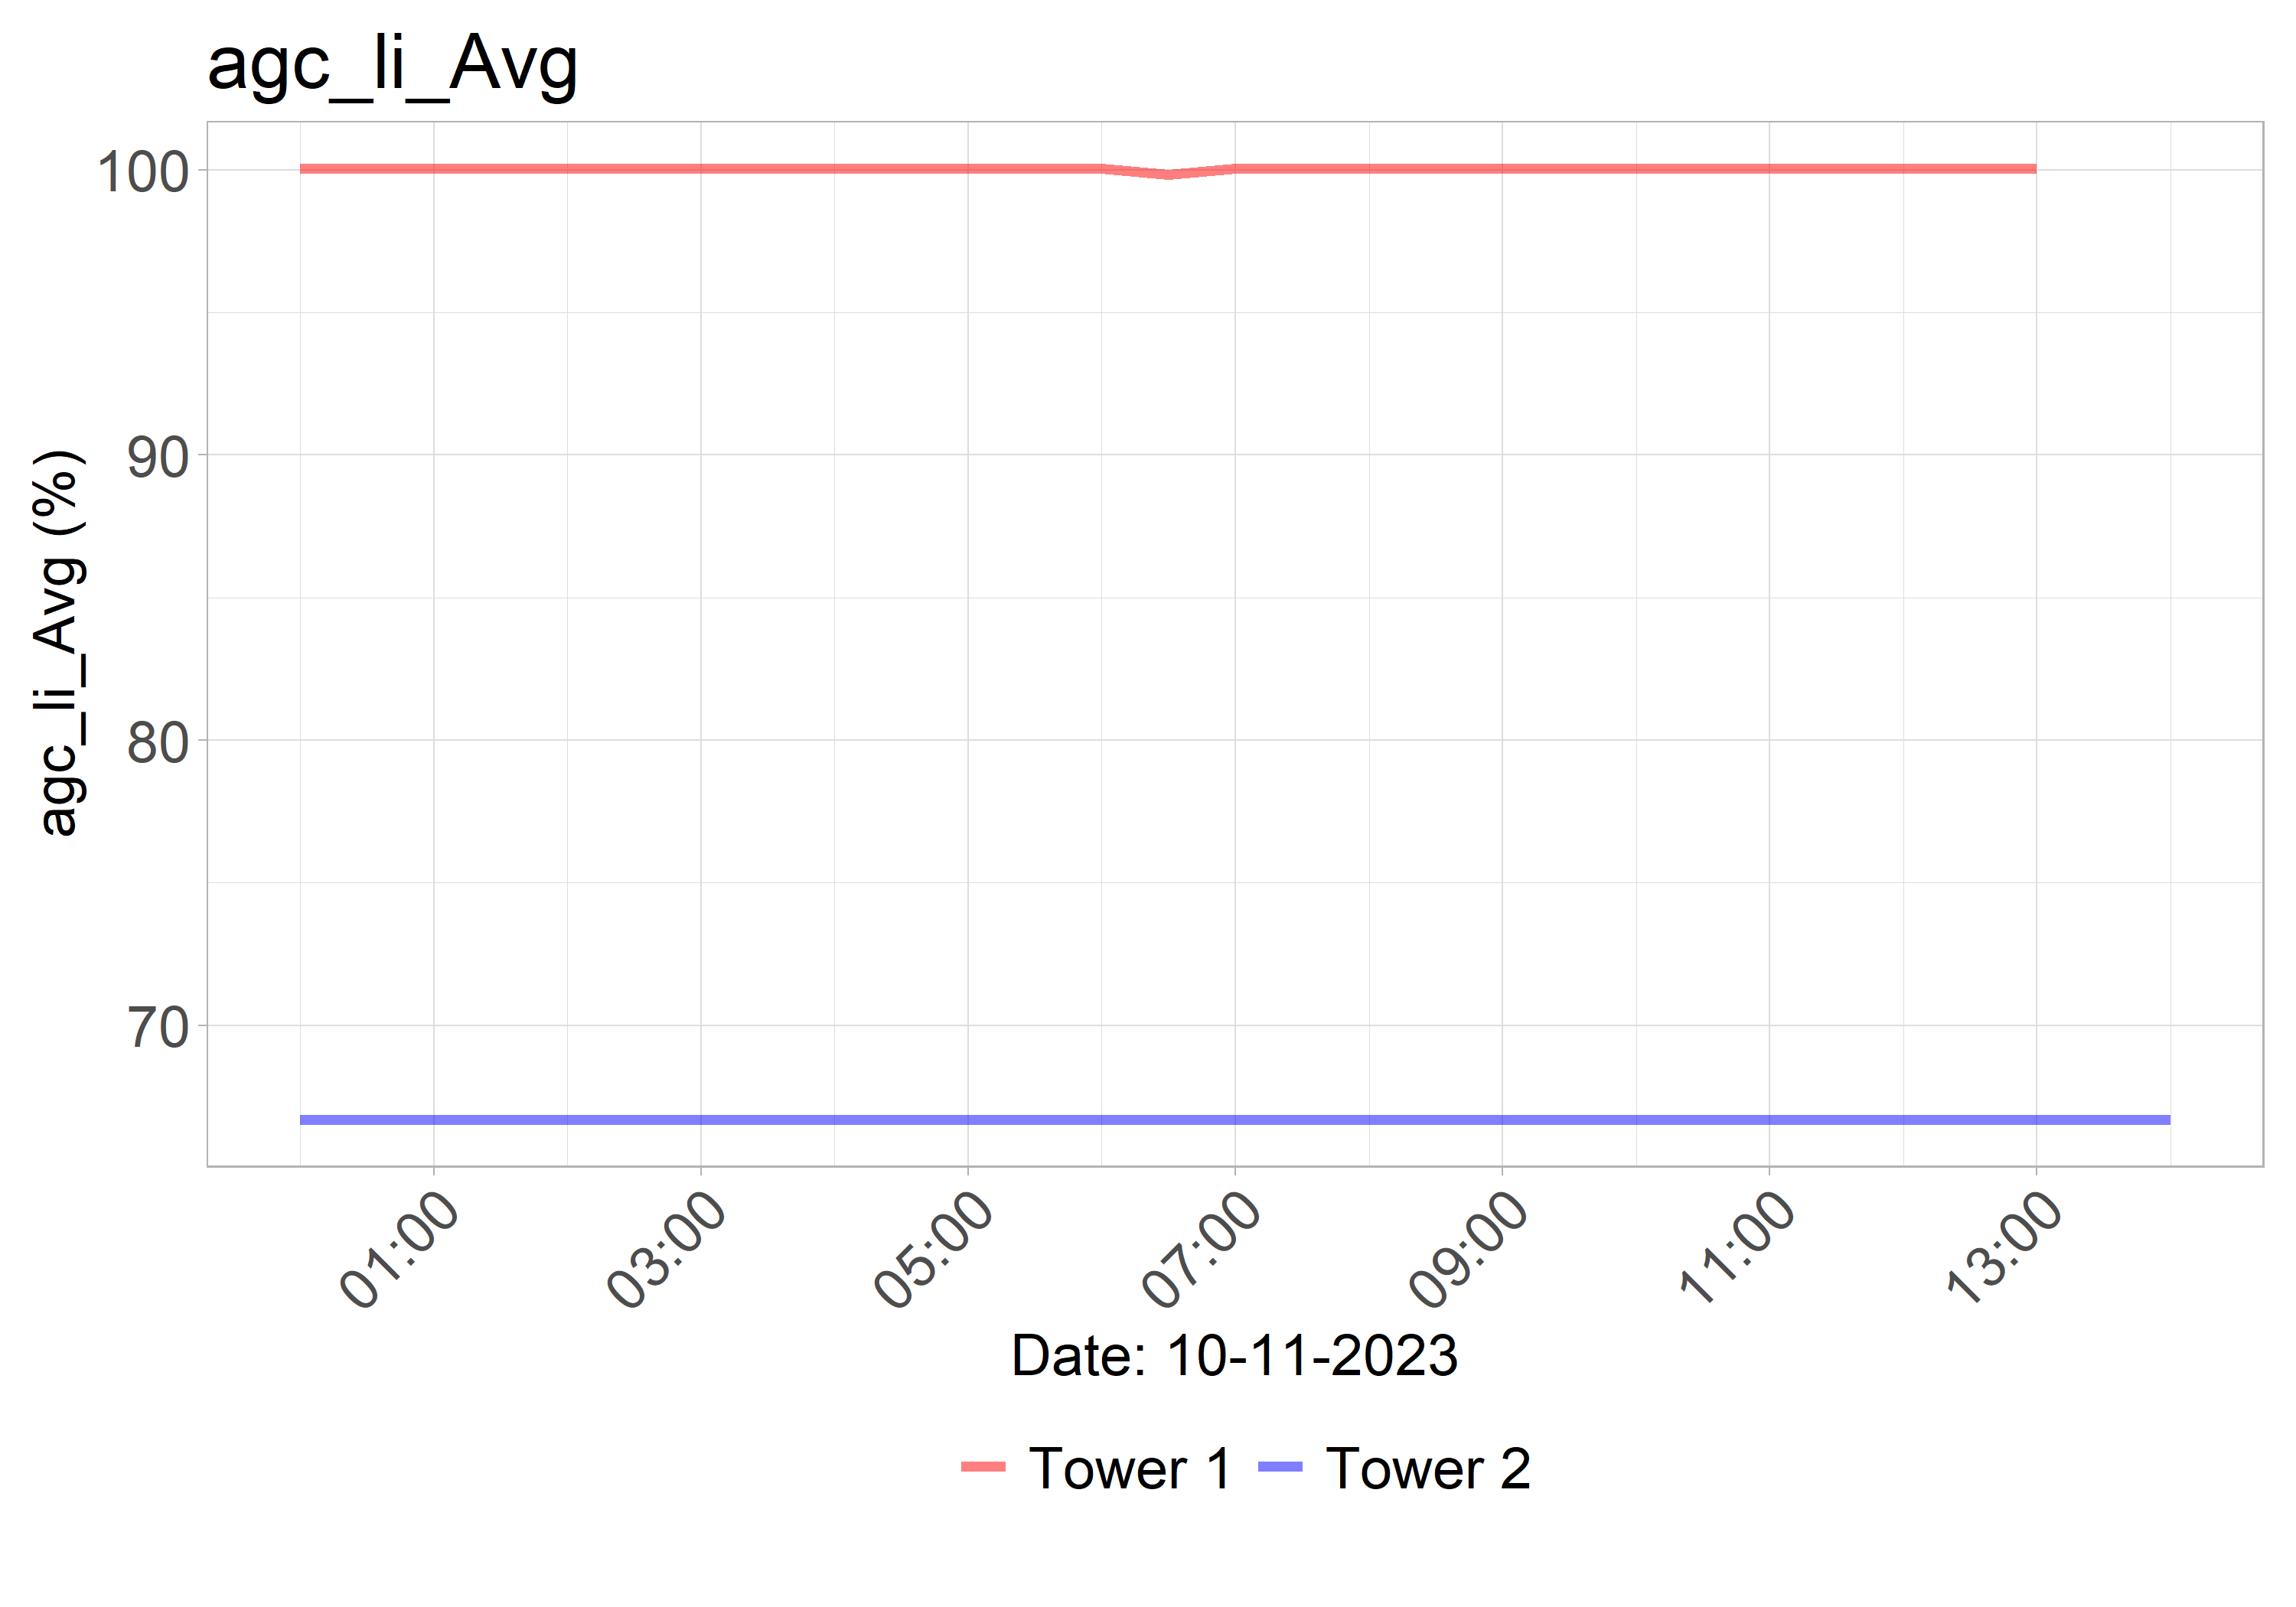 agc_li_Avg
agc_li_Avg (%)
100
90
80
70
01:00 03:00 05:00 07:00 09:00 11:00 13:00
Date: 10-11-2023
Tower 1 Tower 2